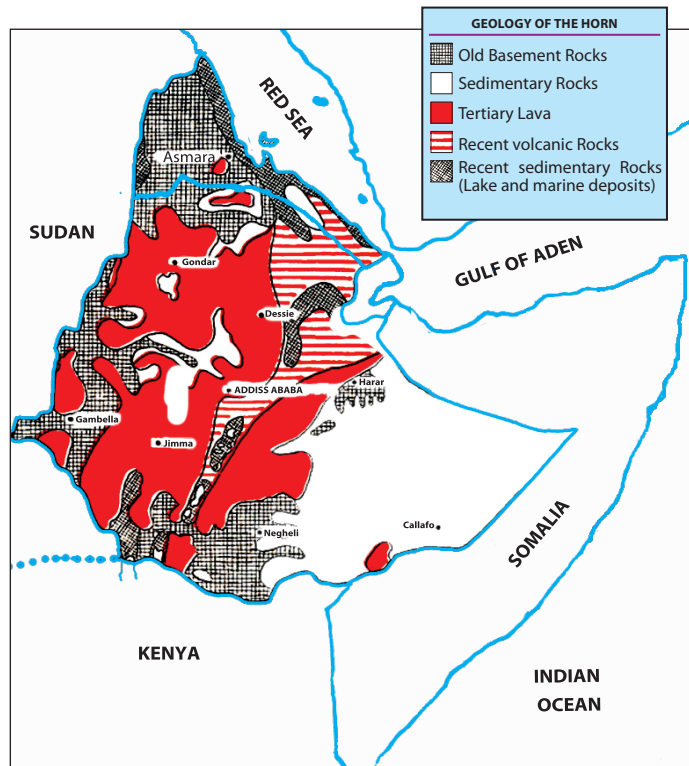 GEOLOGY OF THE HORN
Old Basement Rocks
Sedimentary Rocks
Tertiary Lava
Recent volcanic Rocks
Recent sedimentary Rocks
(Lake and marine deposits)
RED SEA
Asmara
SUDAN
Gondar
GULF OF ADEN
Dessie
ADDISS ABABA
Harar
Gambella
Jimma
Callafo
Negheli
SOMALIA
KENYA
INDIAN
OCEAN